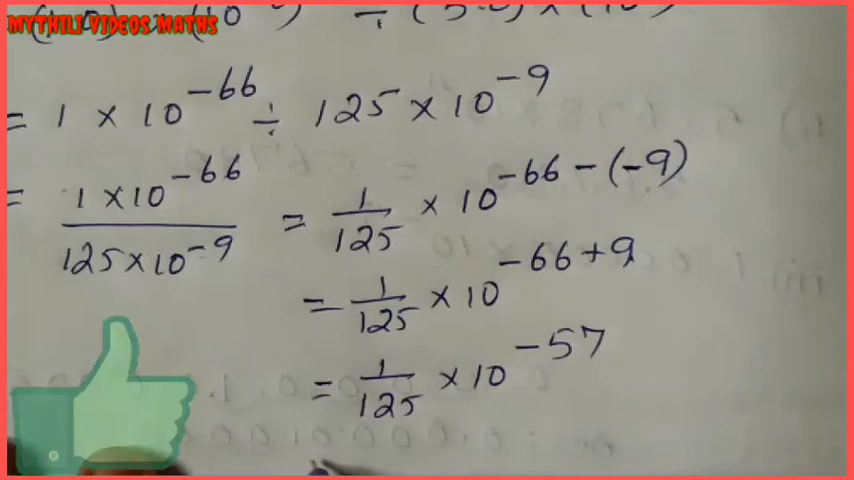 MYTHILI VIDEOS MATHS
= 1 × 10^-66 ÷ 125 × 10^-9
= (1 × 10^-66)/(125 × 10^-9) = 1/125 × 10^-66-(-9)
= 1/125 × 10^-66+9
= 1/125 × 10^-57